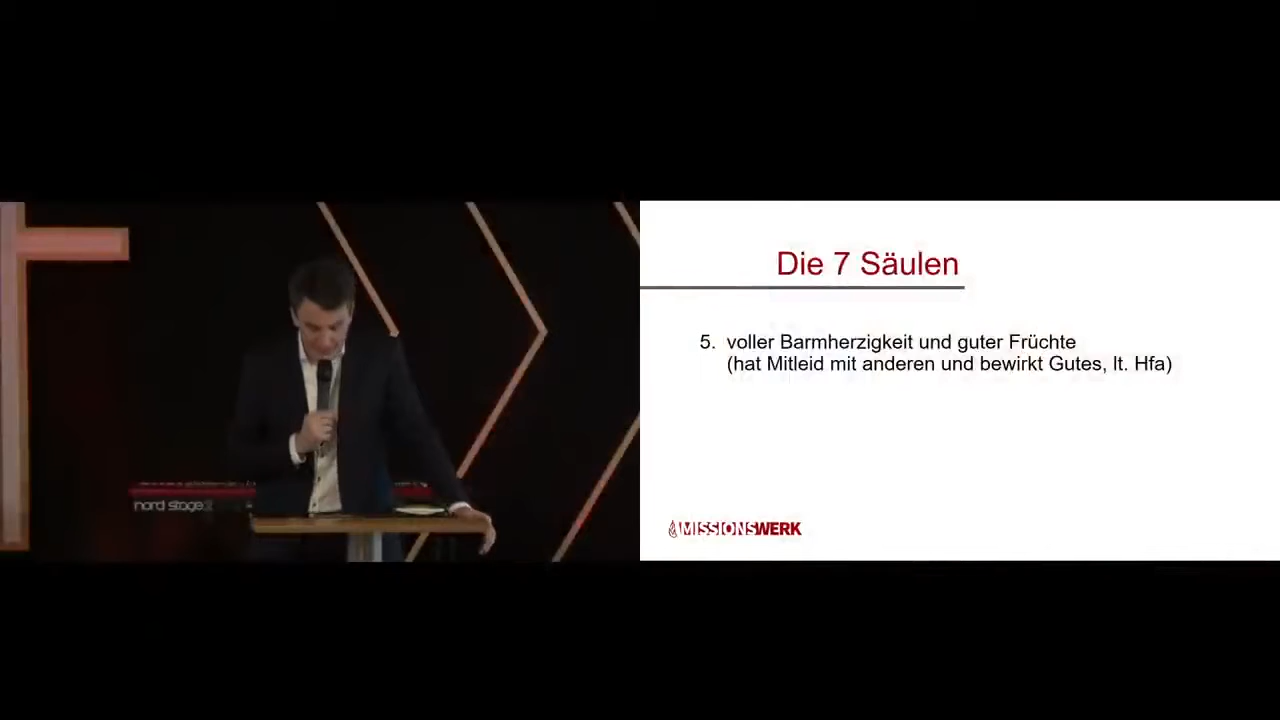 Die 7 Säulen
5. voller Barmherzigkeit und guter Früchte
(hat Mitleid mit anderen und bewirkt Gutes, lt. Hfa)
nord stage
MISSIONSWERK